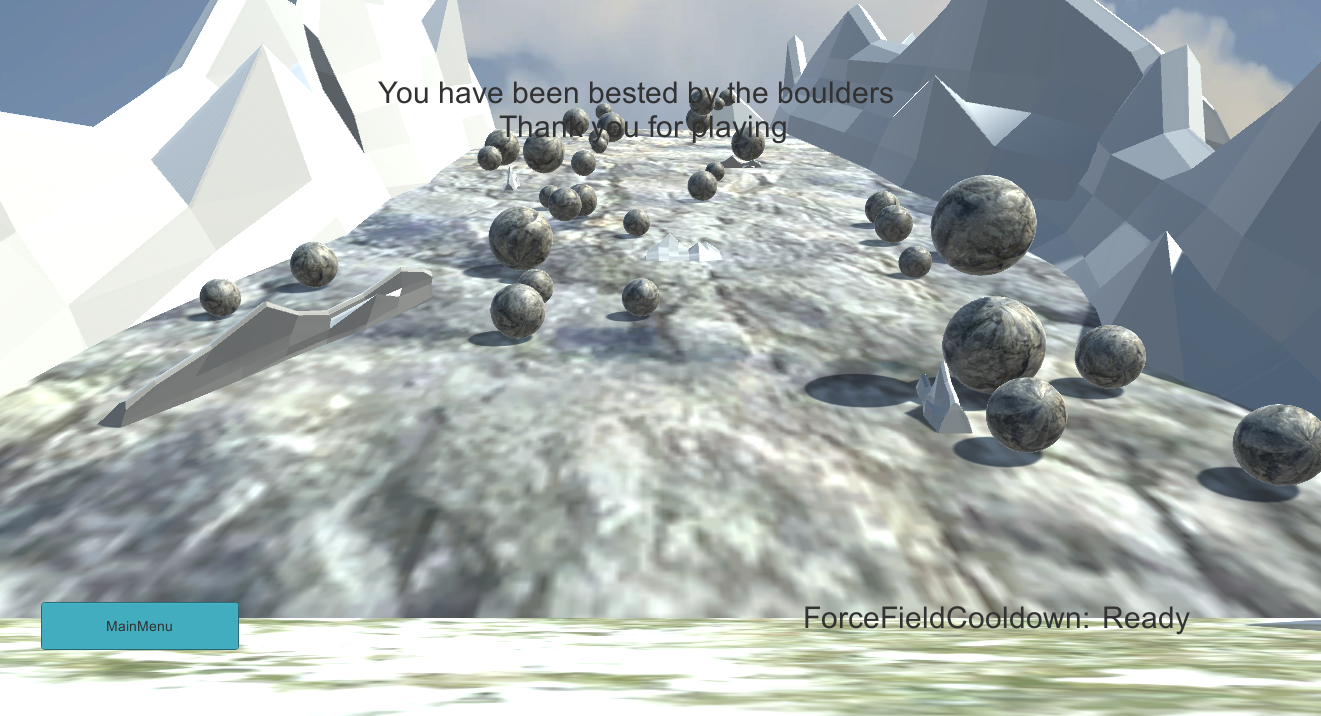 You have been bested by the boulders
Thank you for playing
ForceFieldCooldown: Ready
MainMenu